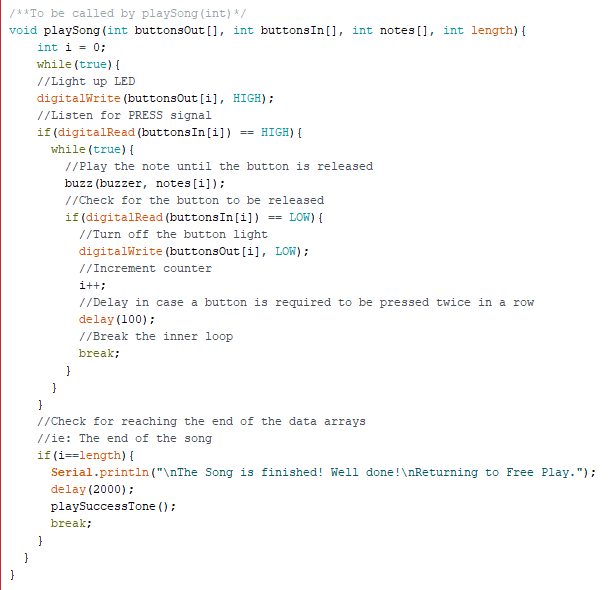 /**To be called by playSong(int)*/
void playSong(int buttonsOut[], int buttonsIn[], int notes[], int length){
    int i = 0;
    while(true){
    //Light up LED
    digitalWrite(buttonsOut[i], HIGH);
    //Listen for PRESS signal
    if(digitalRead(buttonsIn[i]) == HIGH){
      while(true){
        //Play the note until the button is released
        buzz(buzzer, notes[i]);
        //Check for the button to be released
        if(digitalRead(buttonsIn[i]) == LOW){
          //Turn off the button light
          digitalWrite(buttonsOut[i], LOW);
          //Increment counter
          i++;
          //Delay in case a button is required to be pressed twice in a row
          delay(100);
          //Break the inner loop
          break;
        }
      }
    }
    //Check for reaching the end of the data arrays
    //ie: The end of the song
    if(i==length){
      Serial.println("\nThe Song is finished! Well done!\nReturning to Free Play.");
      delay(2000);
      playSuccessTone();
      break;
    }
  }
}